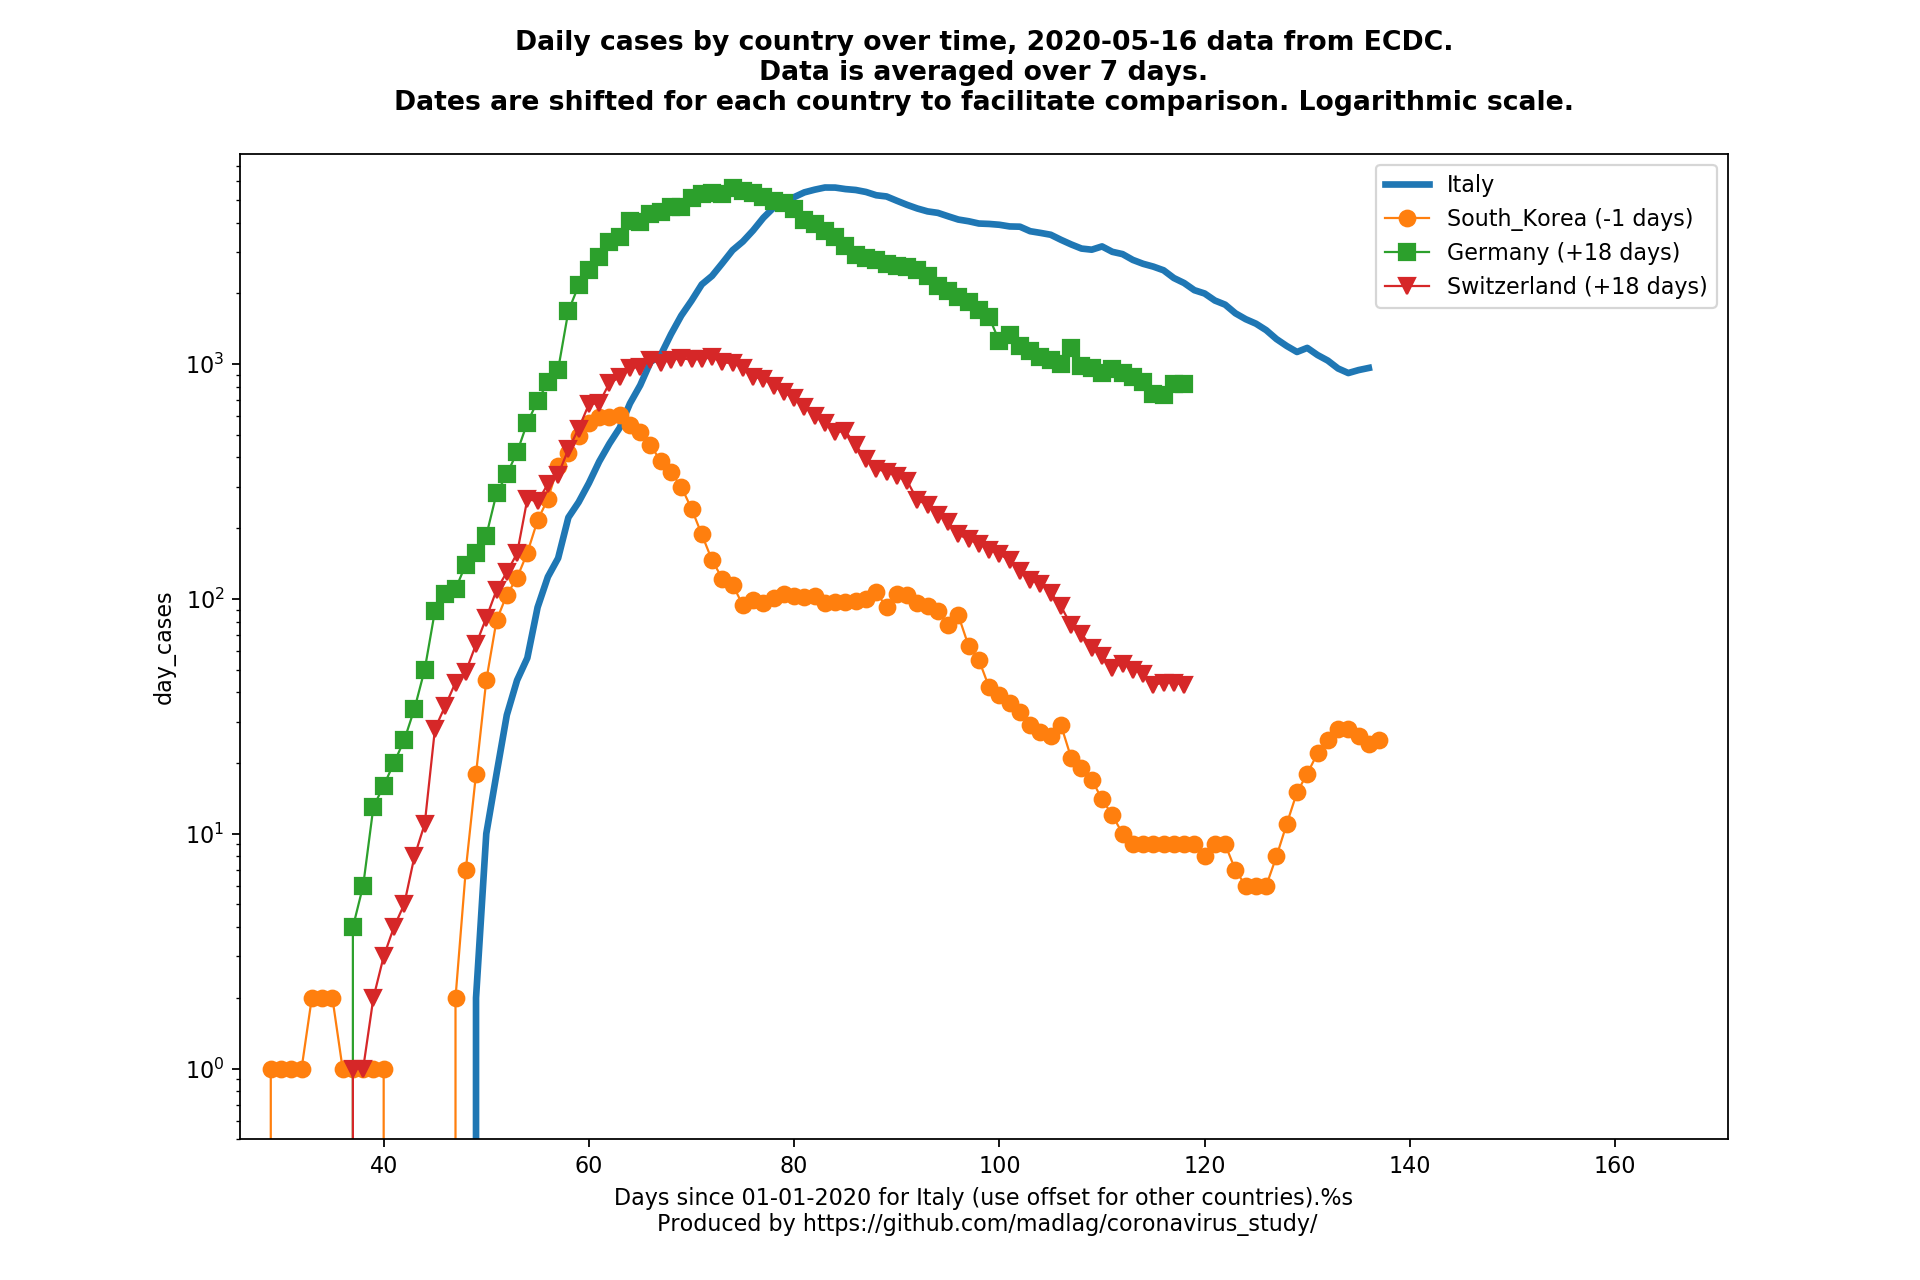 Daily cases by country over time, 2020-05-16 data from ECDC.
Data is averaged over 7 days.
Dates are shifted for each country to facilitate comparison. Logarithmic scale.
Italy
South_Korea (-1 days)
Germany (+18 days)
Switzerland (+18 days)
day_cases
10³
10²
10¹
10⁰
40 60 80 100 120 140 160
Days since 01-01-2020 for Italy (use offset for other countries).%s
Produced by https://github.com/madlag/coronavirus_study/